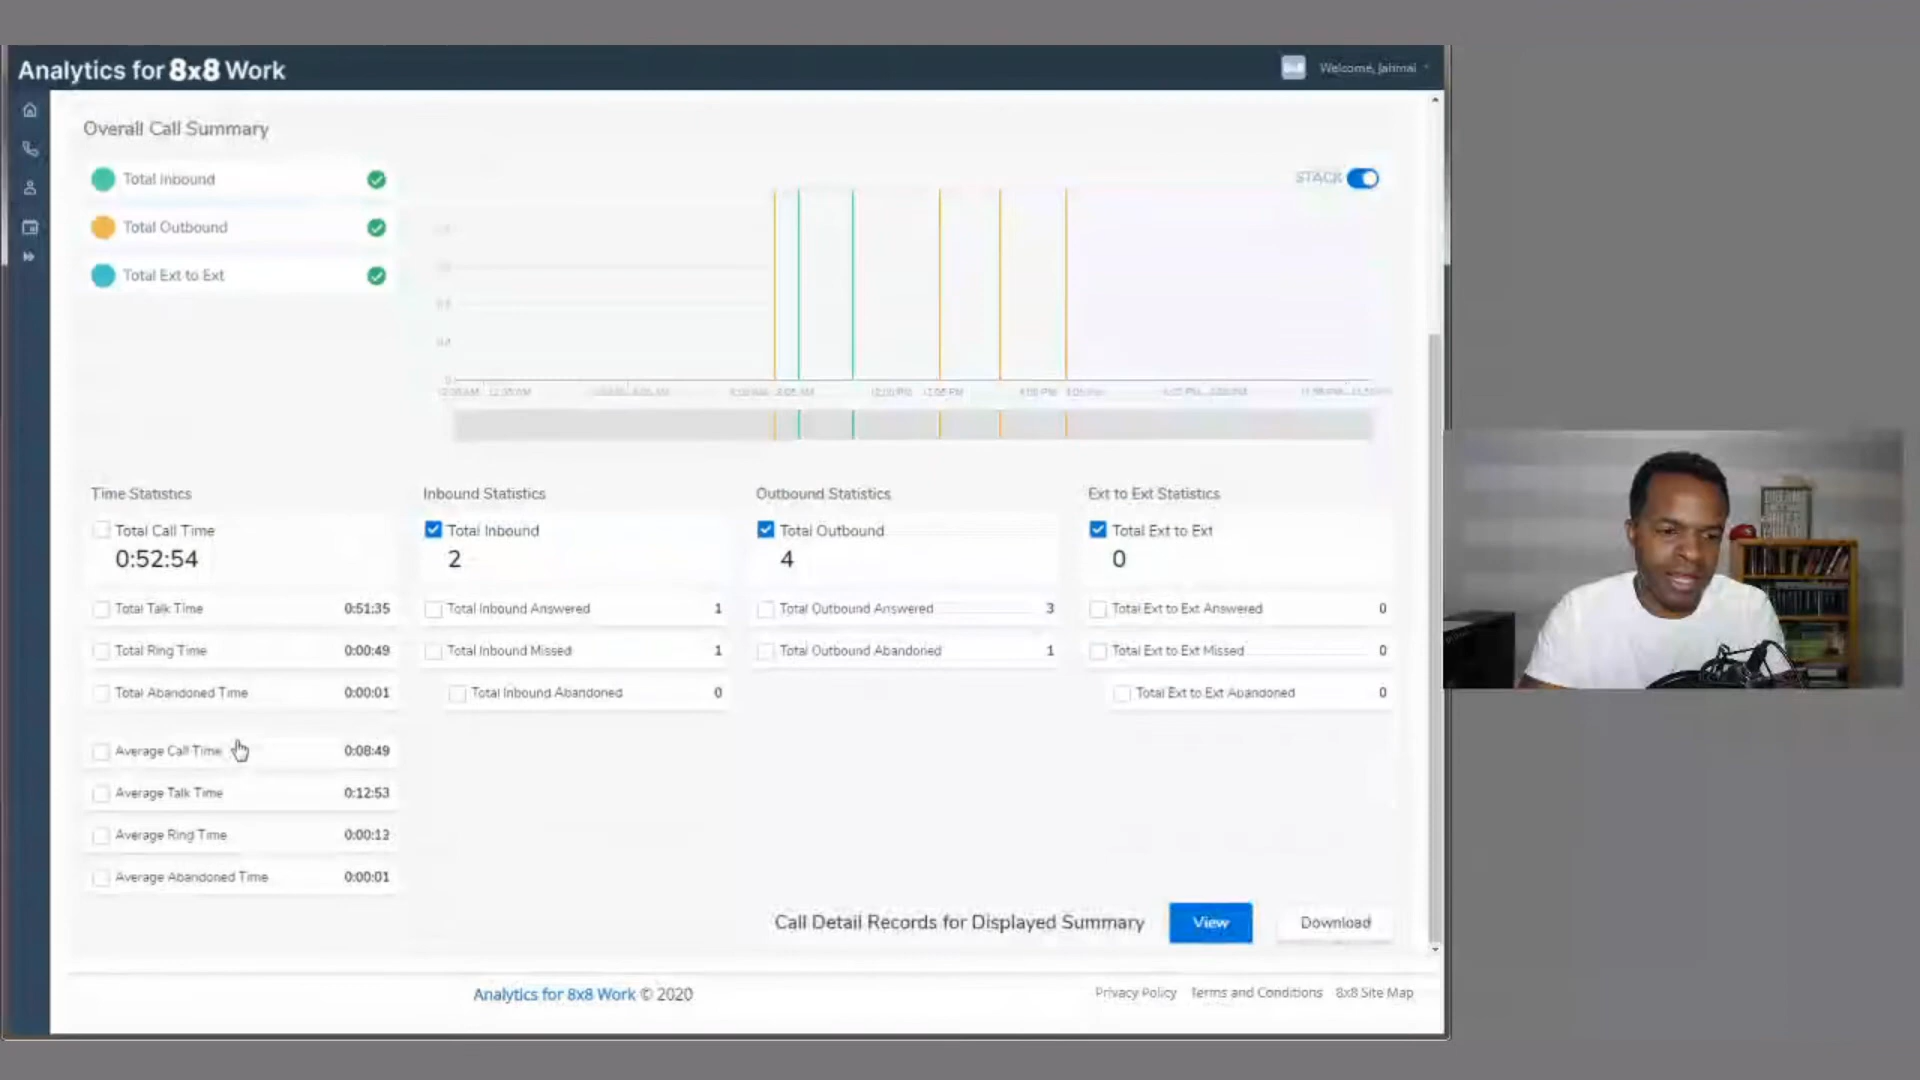 Analytics for 8x8 Work
Welcome, Jahmai
Overall Call Summary
Total Inbound
Total Outbound
Total Ext to Ext
STACK
Time Statistics
Total Call Time
0:52:54
Total Talk Time 0:51:35
Total Ring Time 0:00:49
Total Abandoned Time 0:00:01
Average Call Time 0:08:49
Average Talk Time 0:12:53
Average Ring Time 0:00:12
Average Abandoned Time 0:00:01
Inbound Statistics
Total Inbound
2
Total Inbound Answered 1
Total Inbound Missed 1
Total Inbound Abandoned 0
Outbound Statistics
Total Outbound
4
Total Outbound Answered 3
Total Outbound Abandoned 1
Ext to Ext Statistics
Total Ext to Ext
0
Total Ext to Ext Answered 0
Total Ext to Ext Missed 0
Total Ext to Ext Abandoned 0
Call Detail Records for Displayed Summary View Download
Analytics for 8x8 Work © 2020
Privacy Policy Terms and Conditions 8x8 Site Map